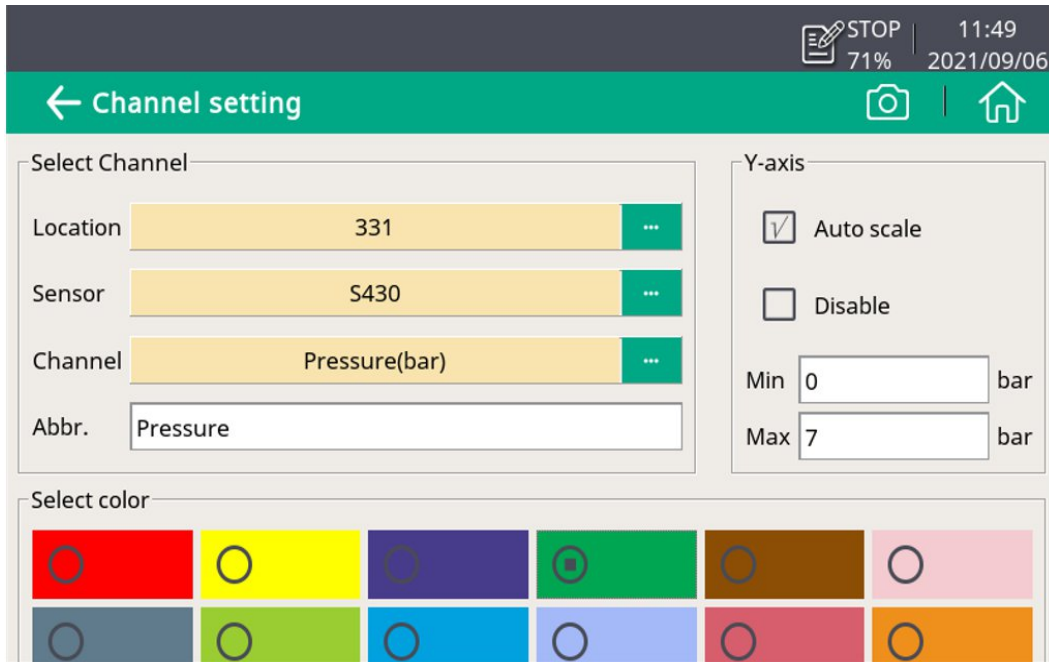 STOP 11:49
71% 2021/09/06
Channel setting
Select Channel
Location 331 ...
Sensor S430 ...
Channel Pressure(bar) ...
Abbr. Pressure
Y-axis
√ Auto scale
Disable
Min 0 bar
Max 7 bar
Select color